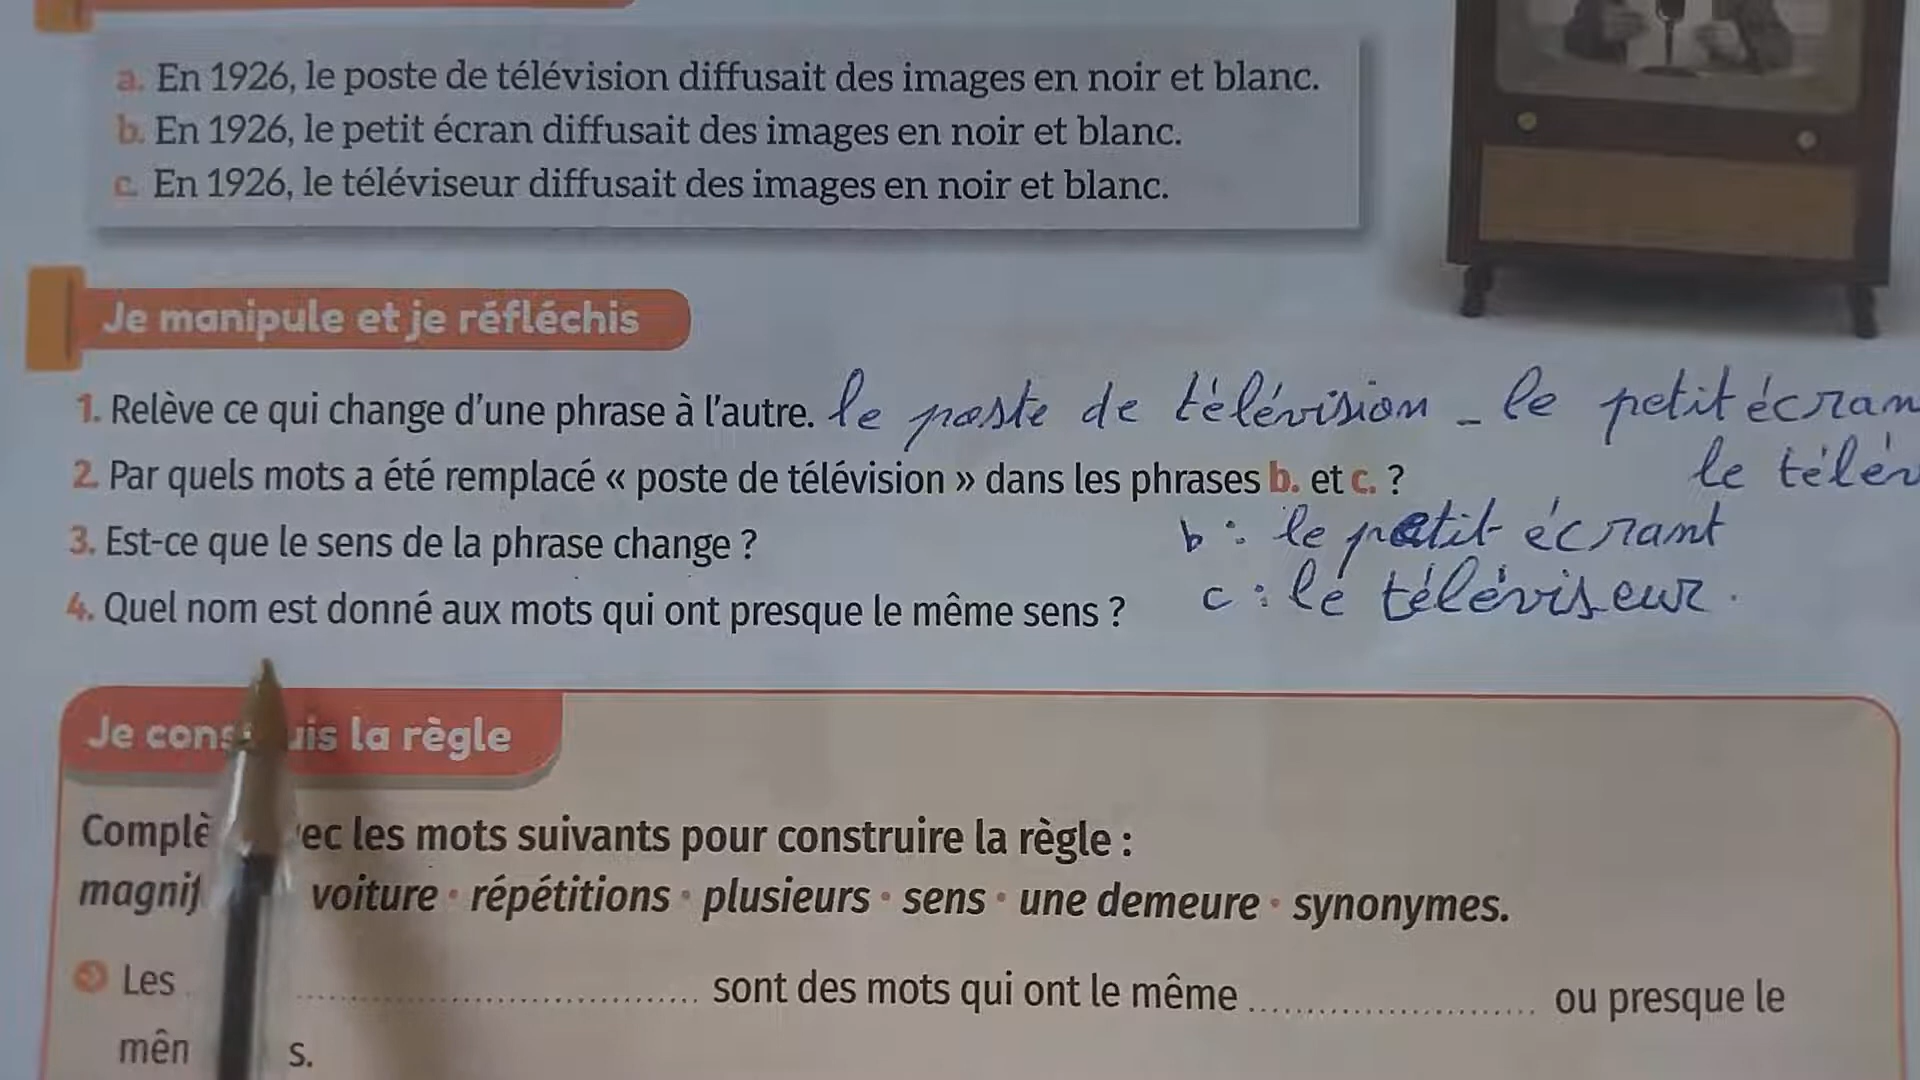 a. En 1926, le poste de télévision diffusait des images en noir et blanc.
b. En 1926, le petit écran diffusait des images en noir et blanc.
c. En 1926, le téléviseur diffusait des images en noir et blanc.
Je manipule et je réfléchis
1. Relève ce qui change d'une phrase à l'autre. le poste de télévision - le petit écran
le
2. Par quels mots a été remplacé « poste de télévision » dans les phrases b. et c. ?
b : le petit écrant
3. Est-ce que le sens de la phrase change ?
c : le téléviseur.
4. Quel nom est donné aux mots qui ont presque le même sens ?
Je la règle
les mots suivants pour construire la règle :
voiture • répétitions • plusieurs • sens • une demeure • synonymes.
Les ........ sont des mots qui ont le même ........ ou presque le